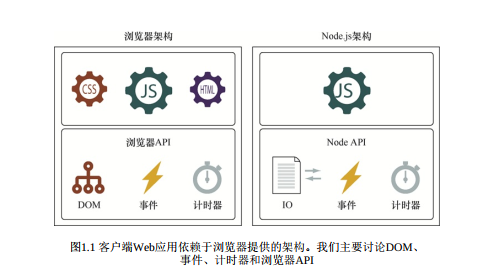 浏览器架构
Node.js架构
CSS
JS
HTML
JS
浏览器API
Node API
DOM
事件
计时器
IO
事件
计时器
图1.1 客户端Web应用依赖于浏览器提供的架构。我们主要讨论DOM、
事件、计时器和浏览器API